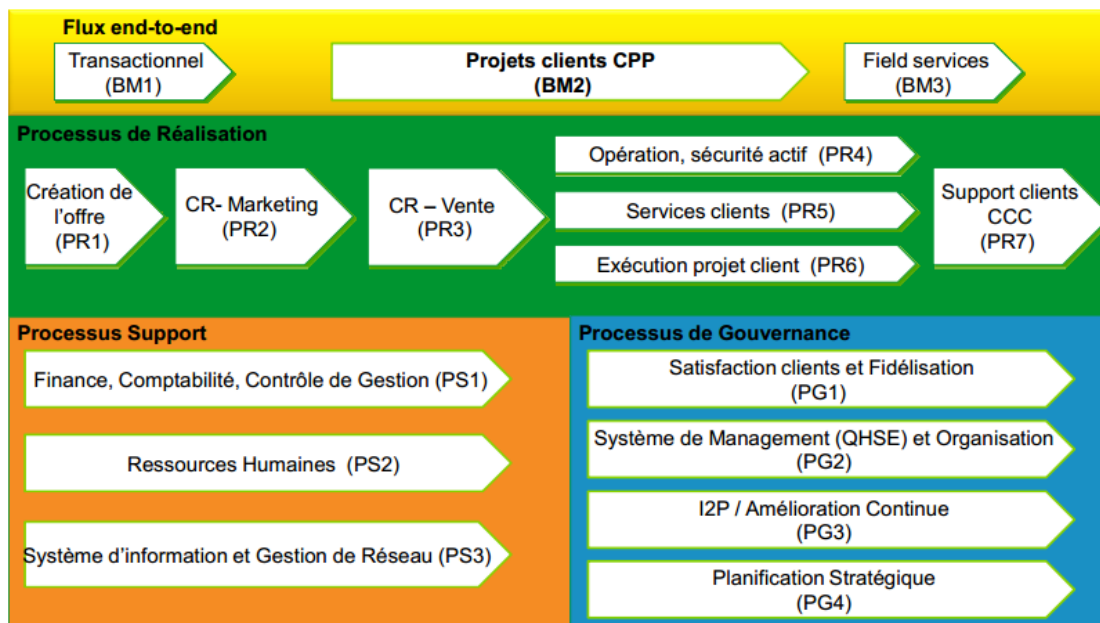 Flux end-to-end
Transactionnel
(BM1)
Projets clients CPP
(BM2)
Field services
(BM3)
Processus de Réalisation
Création de
l'offre
(PR1)
CR- Marketing
(PR2)
CR – Vente
(PR3)
Opération, sécurité actif (PR4)
Services clients (PR5)
Exécution projet client (PR6)
Support clients
CCC
(PR7)
Processus Support
Finance, Comptabilité, Contrôle de Gestion (PS1)
Ressources Humaines (PS2)
Système d'information et Gestion de Réseau (PS3)
Processus de Gouvernance
Satisfaction clients et Fidélisation
(PG1)
Système de Management (QHSE) et Organisation
(PG2)
I2P / Amélioration Continue
(PG3)
Planification Stratégique
(PG4)